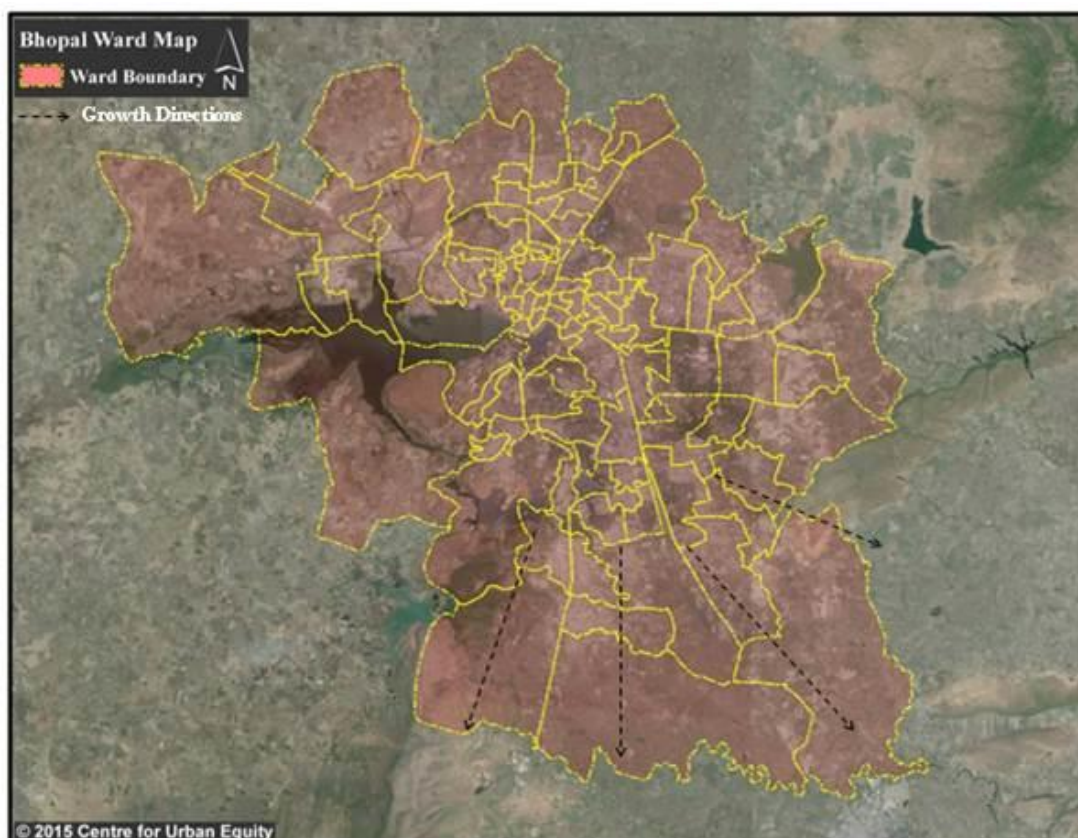 Bhopal Ward Map
N
Ward Boundary
Growth Directions
© 2015 Centre for Urban Equity